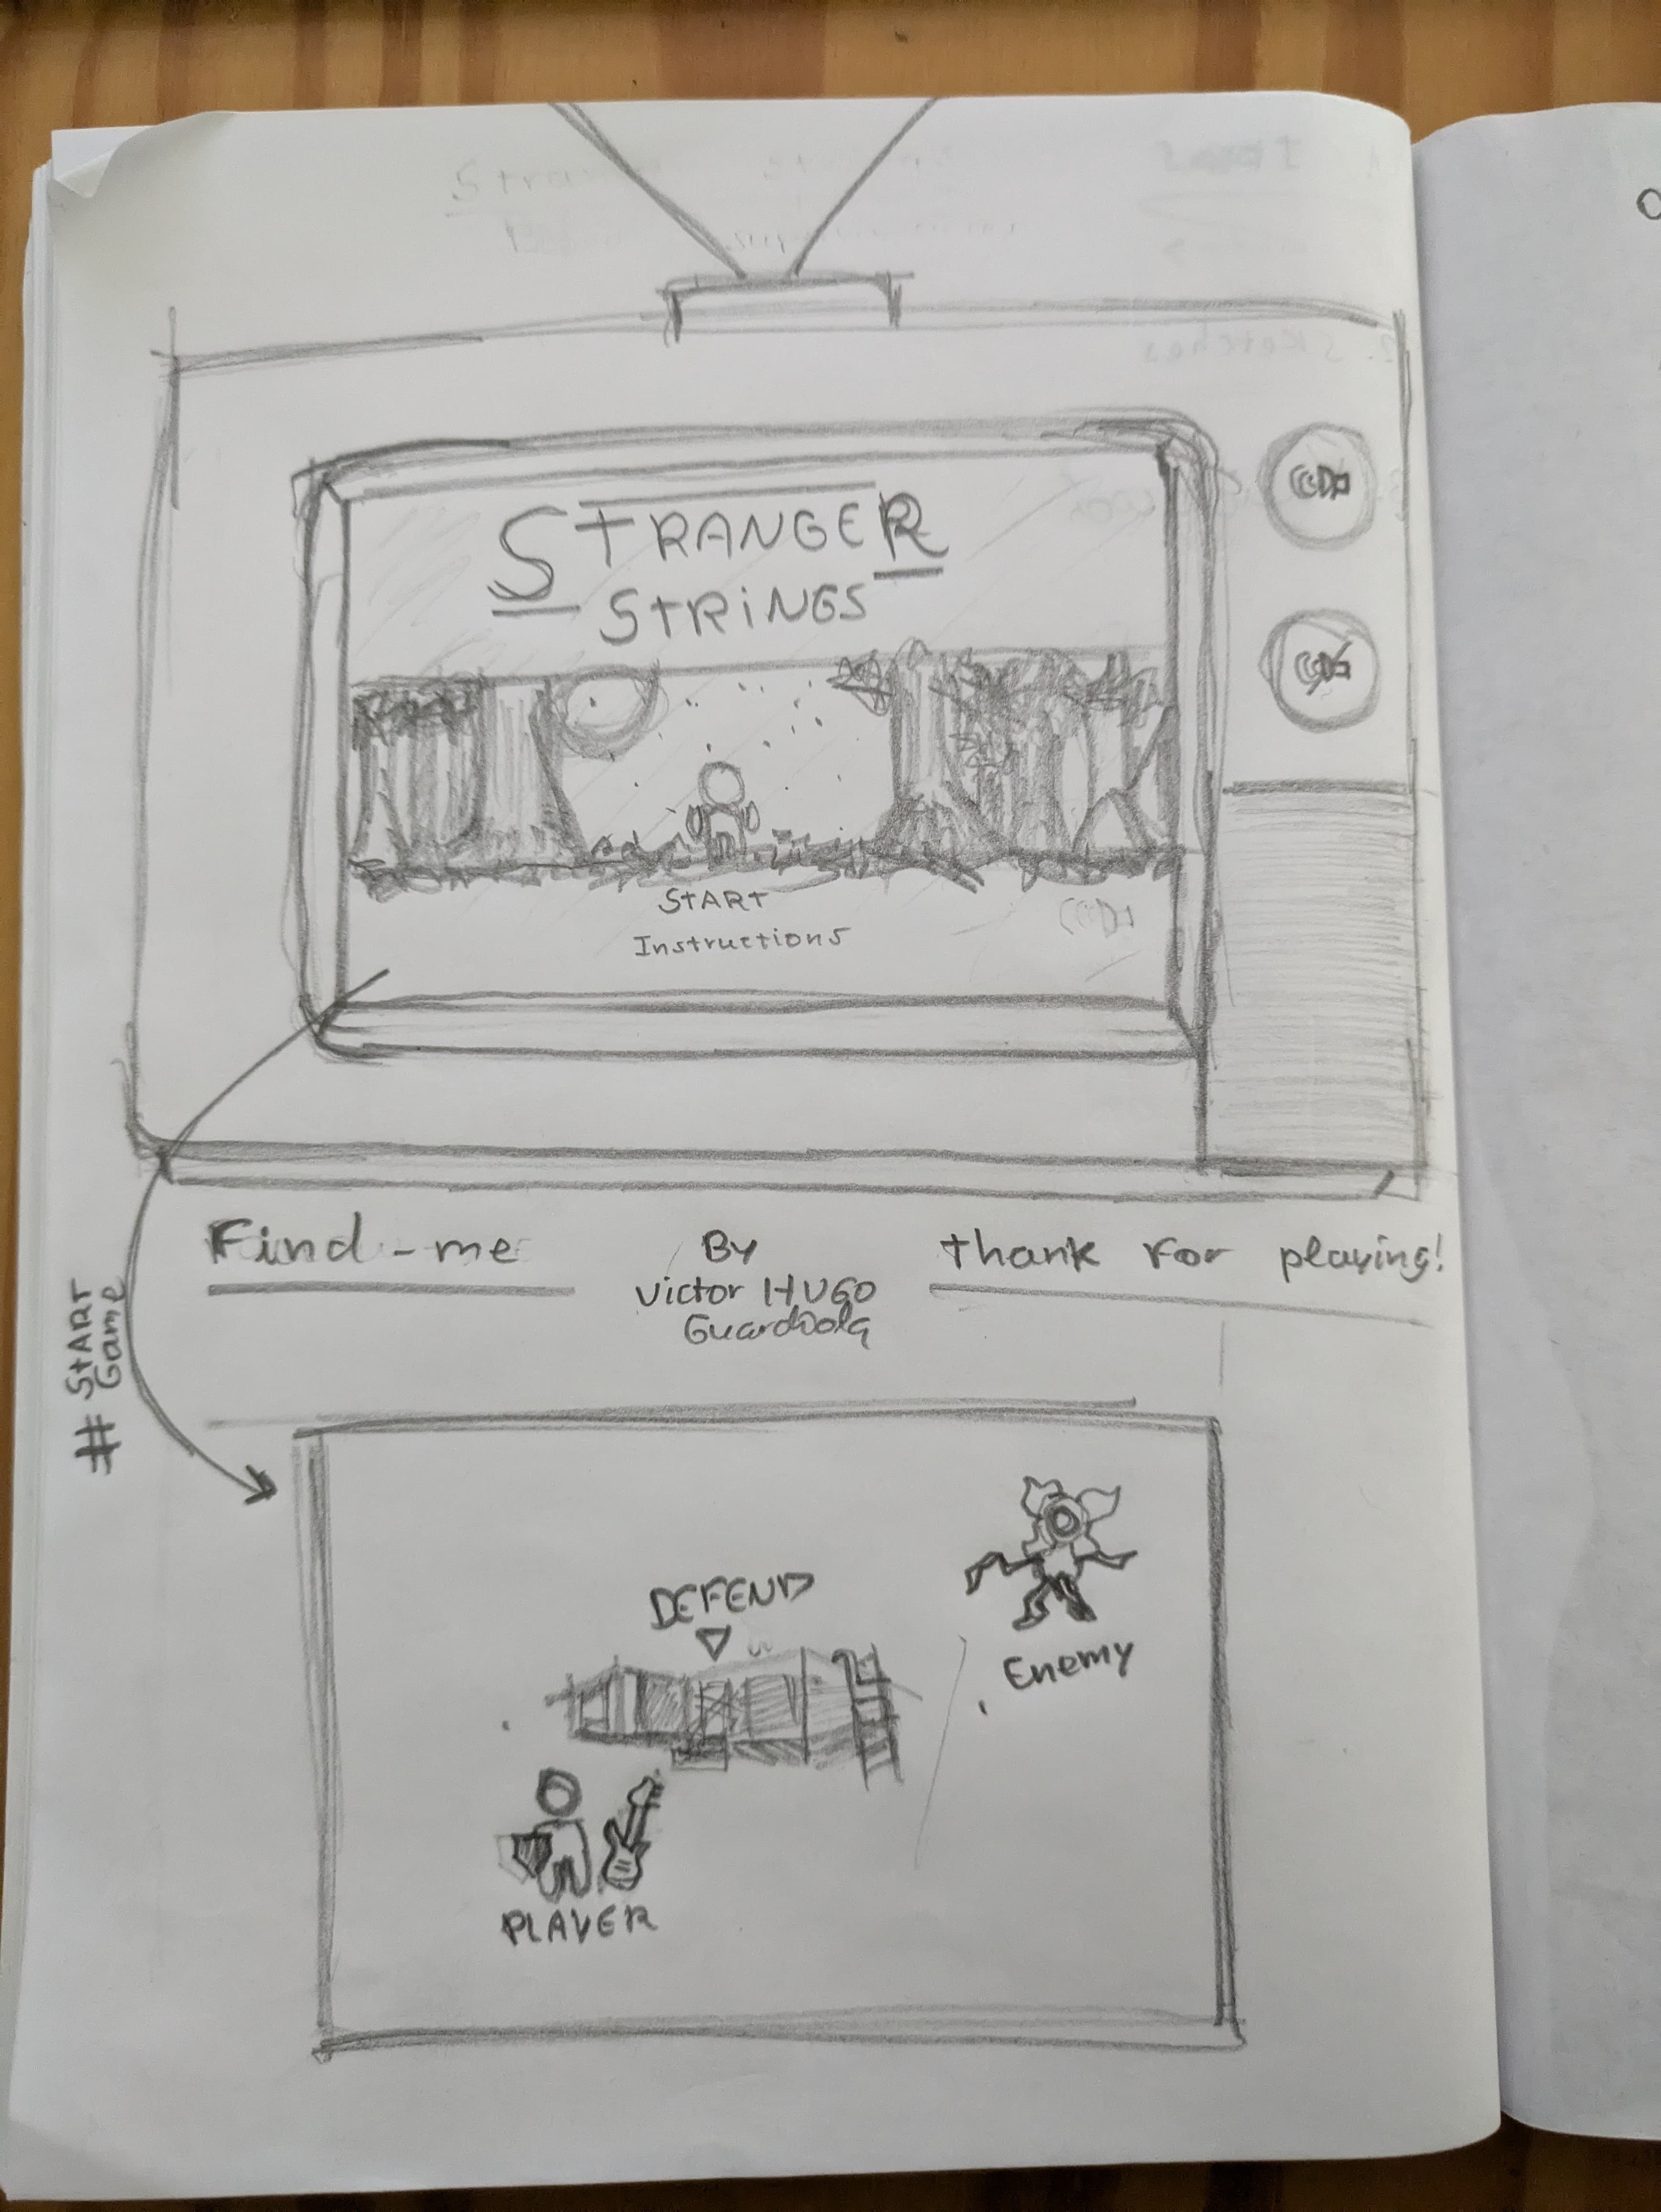 STRANGER
STRINGS
START
Instructions
Find-me
By
Victor HUGO
Guardiola
thank For playing!
# START
Game
DEFEND
Enemy
PLAYER